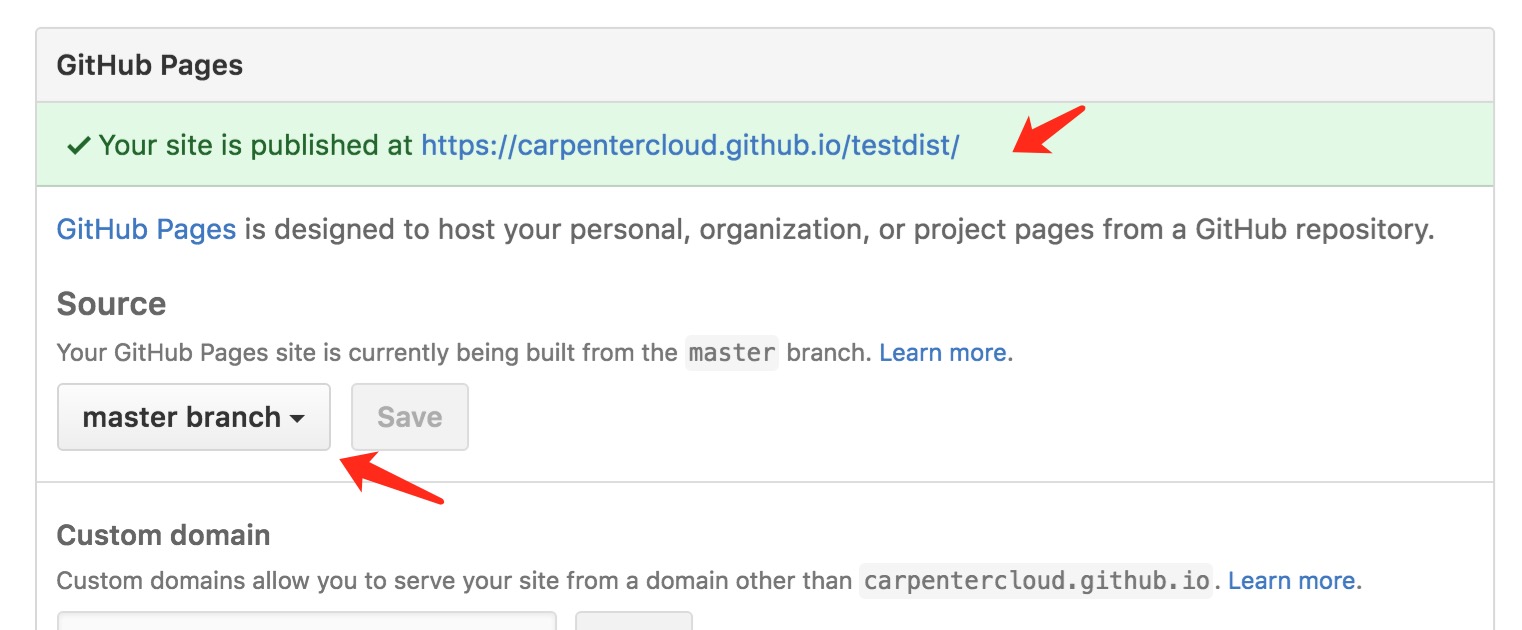 GitHub Pages
✓ Your site is published at https://carpentercloud.github.io/testdist/
GitHub Pages is designed to host your personal, organization, or project pages from a GitHub repository.
Source
Your GitHub Pages site is currently being built from the master branch. Learn more.
master branch Save
Custom domain
Custom domains allow you to serve your site from a domain other than carpentercloud.github.io. Learn more.